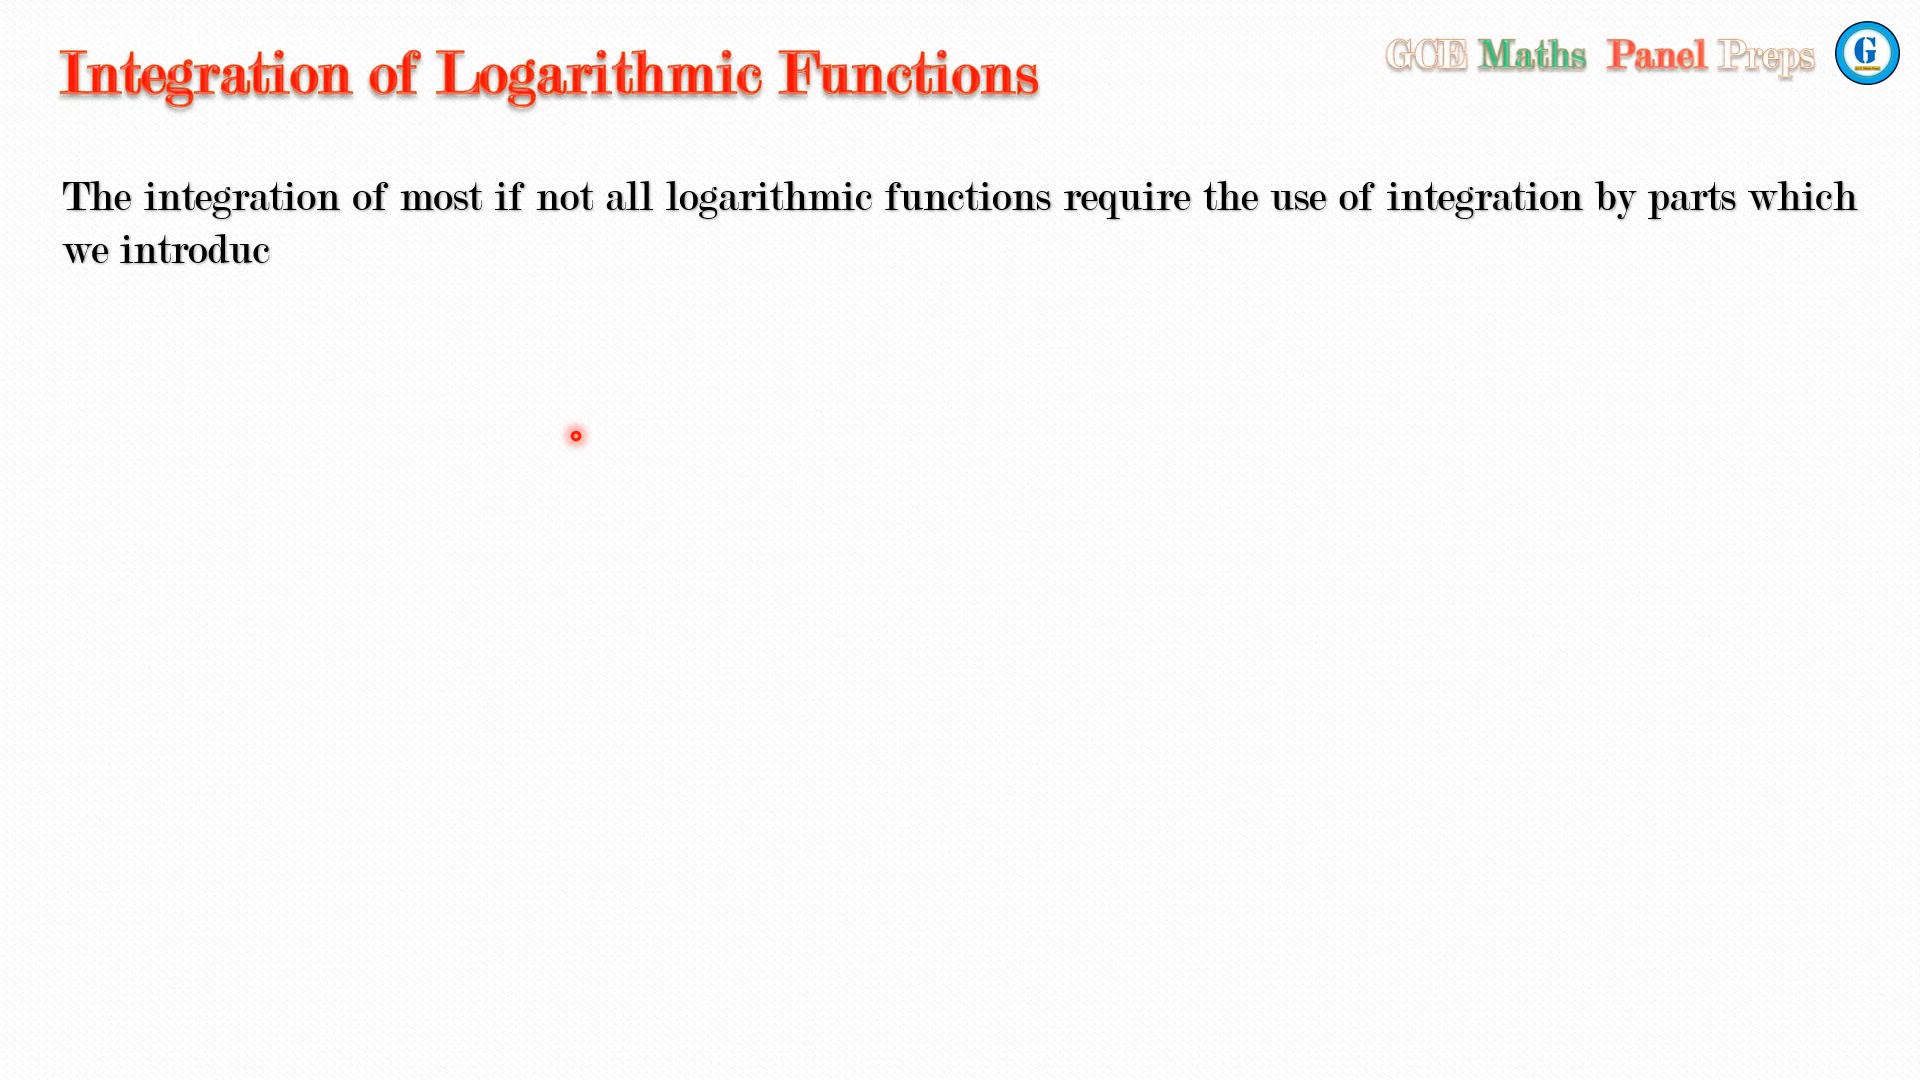 Integration of Logarithmic Functions
GCE Maths Panel Preps
G
The integration of most if not all logarithmic functions require the use of integration by parts which
we introduc